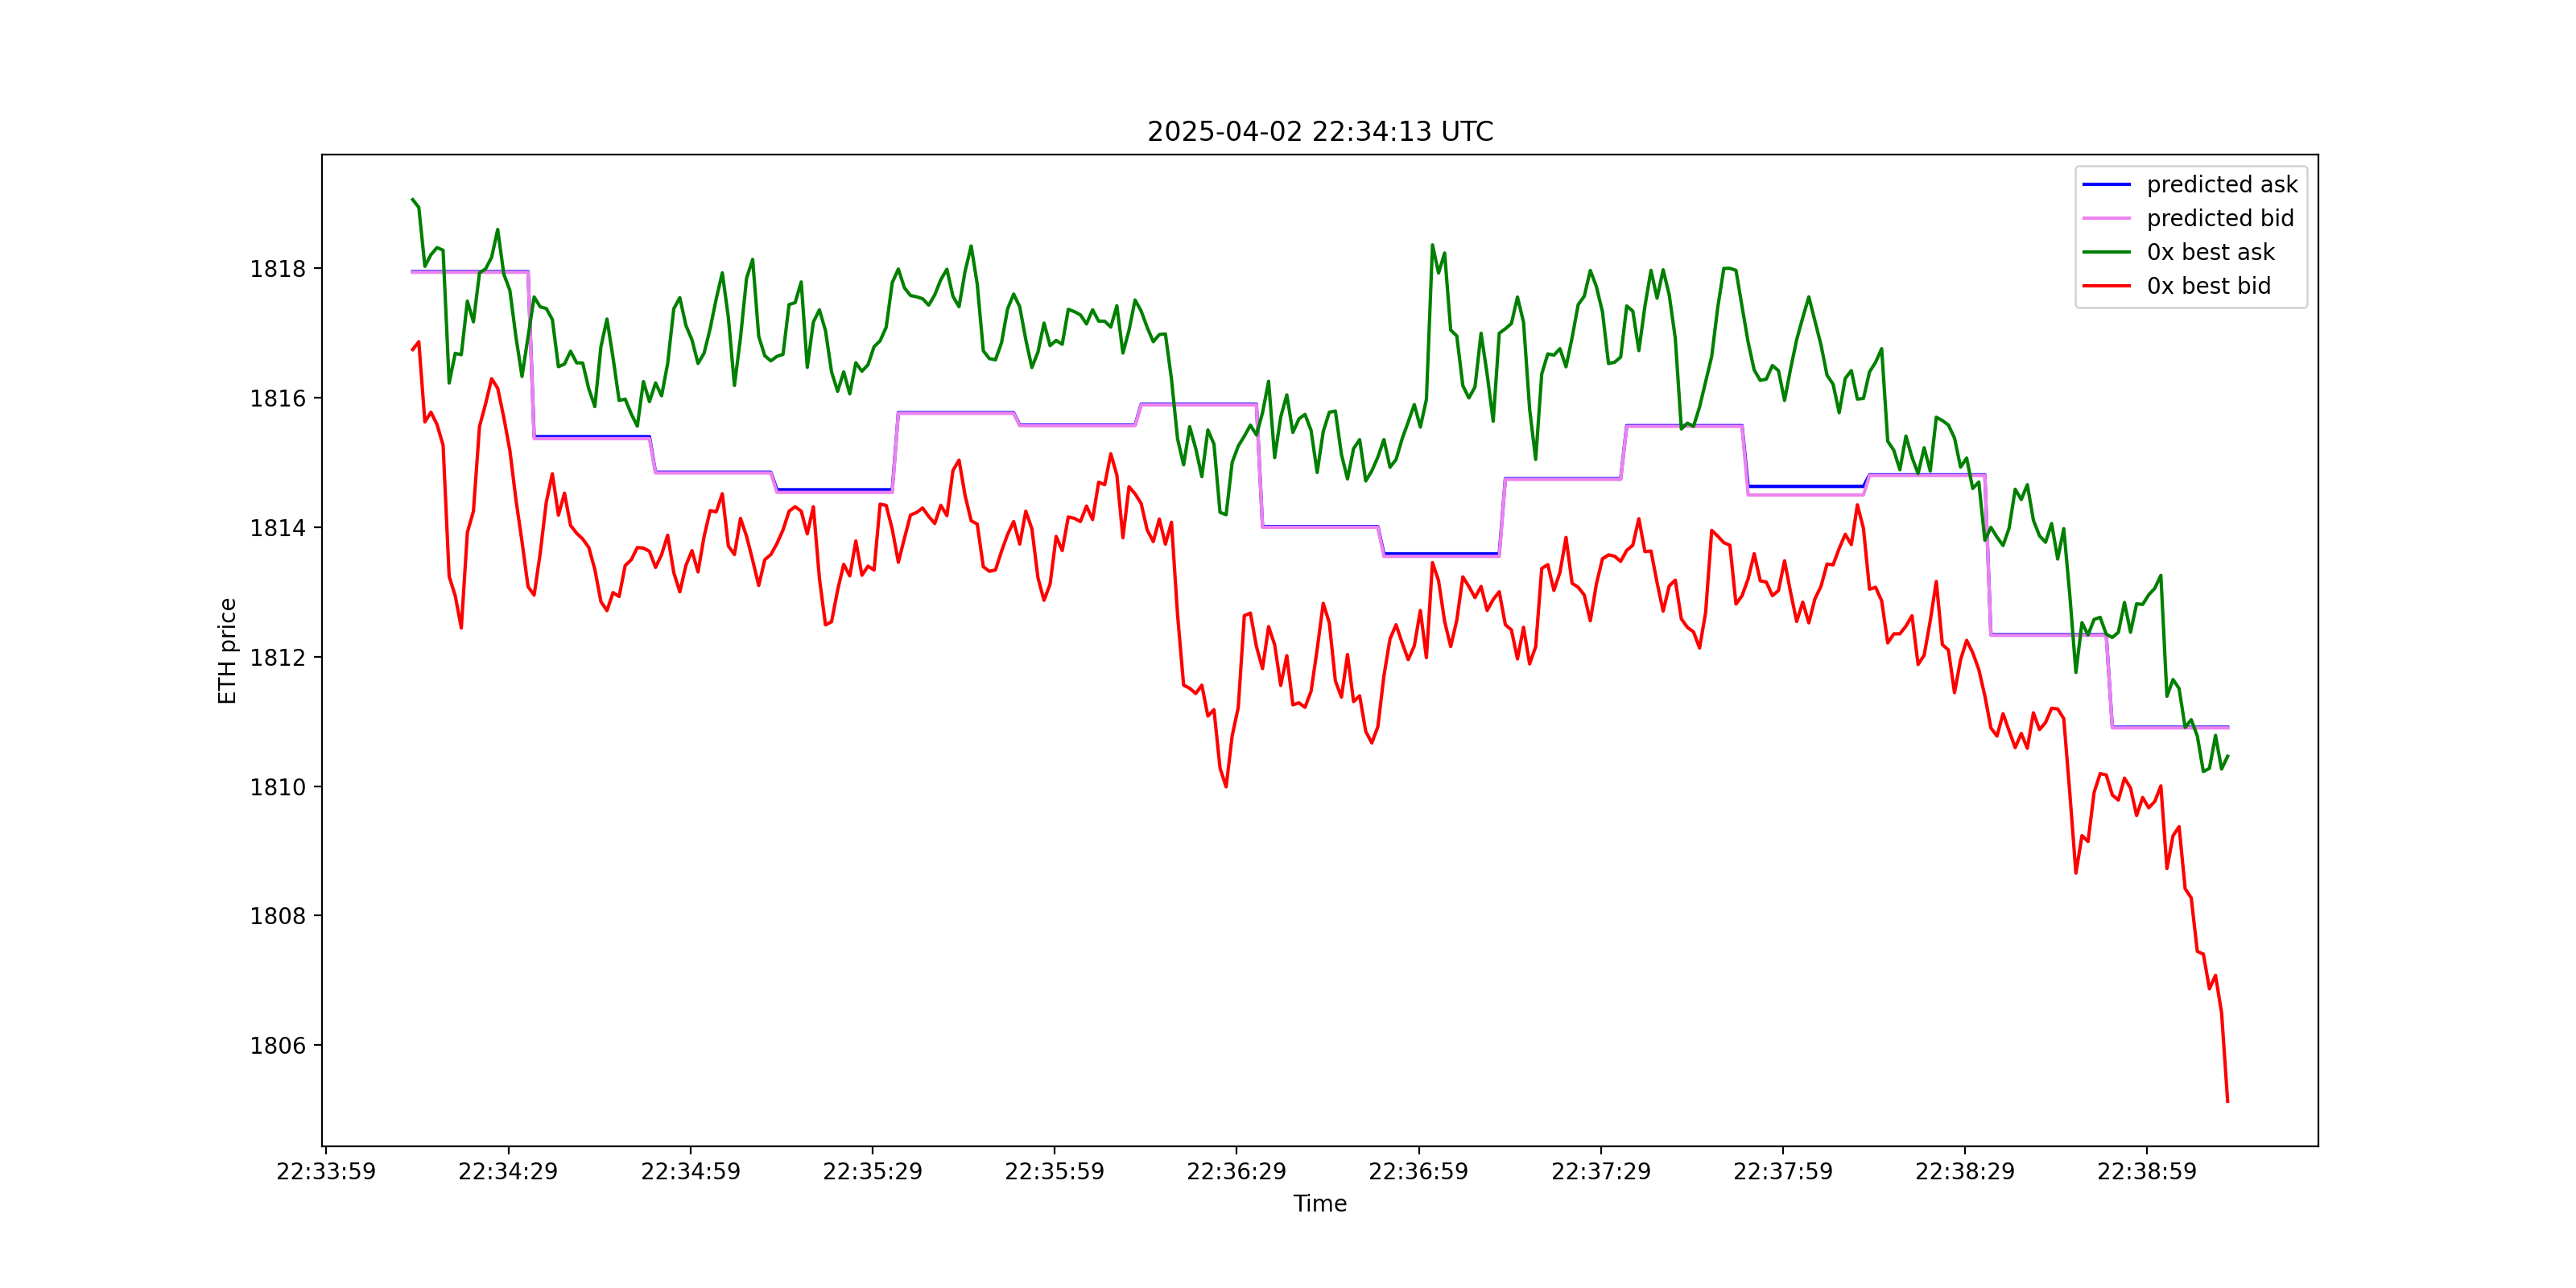 2025-04-02 22:34:13 UTC
predicted ask
predicted bid
0x best ask
0x best bid
ETH price
1818
1816
1814
1812
1810
1808
1806
22:33:59 22:34:29 22:34:59 22:35:29 22:35:59 22:36:29 22:36:59 22:37:29 22:37:59 22:38:29 22:38:59
Time